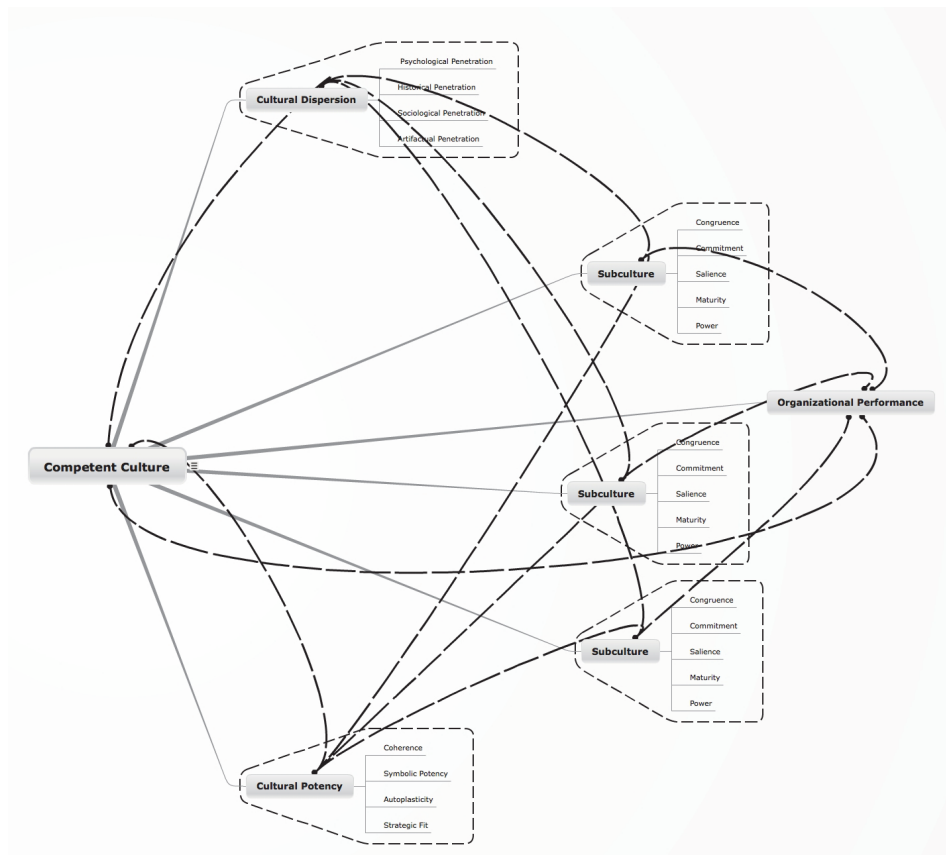 Cultural Dispersion
Psychological Penetration
Historical Penetration
Sociological Penetration
Artifactual Penetration
Subculture
Congruence
Commitment
Salience
Maturity
Power
Organizational Performance
Competent Culture
Subculture
Congruence
Commitment
Salience
Maturity
Power
Subculture
Congruence
Commitment
Salience
Maturity
Power
Cultural Potency
Coherence
Symbolic Potency
Autoplasticity
Strategic Fit